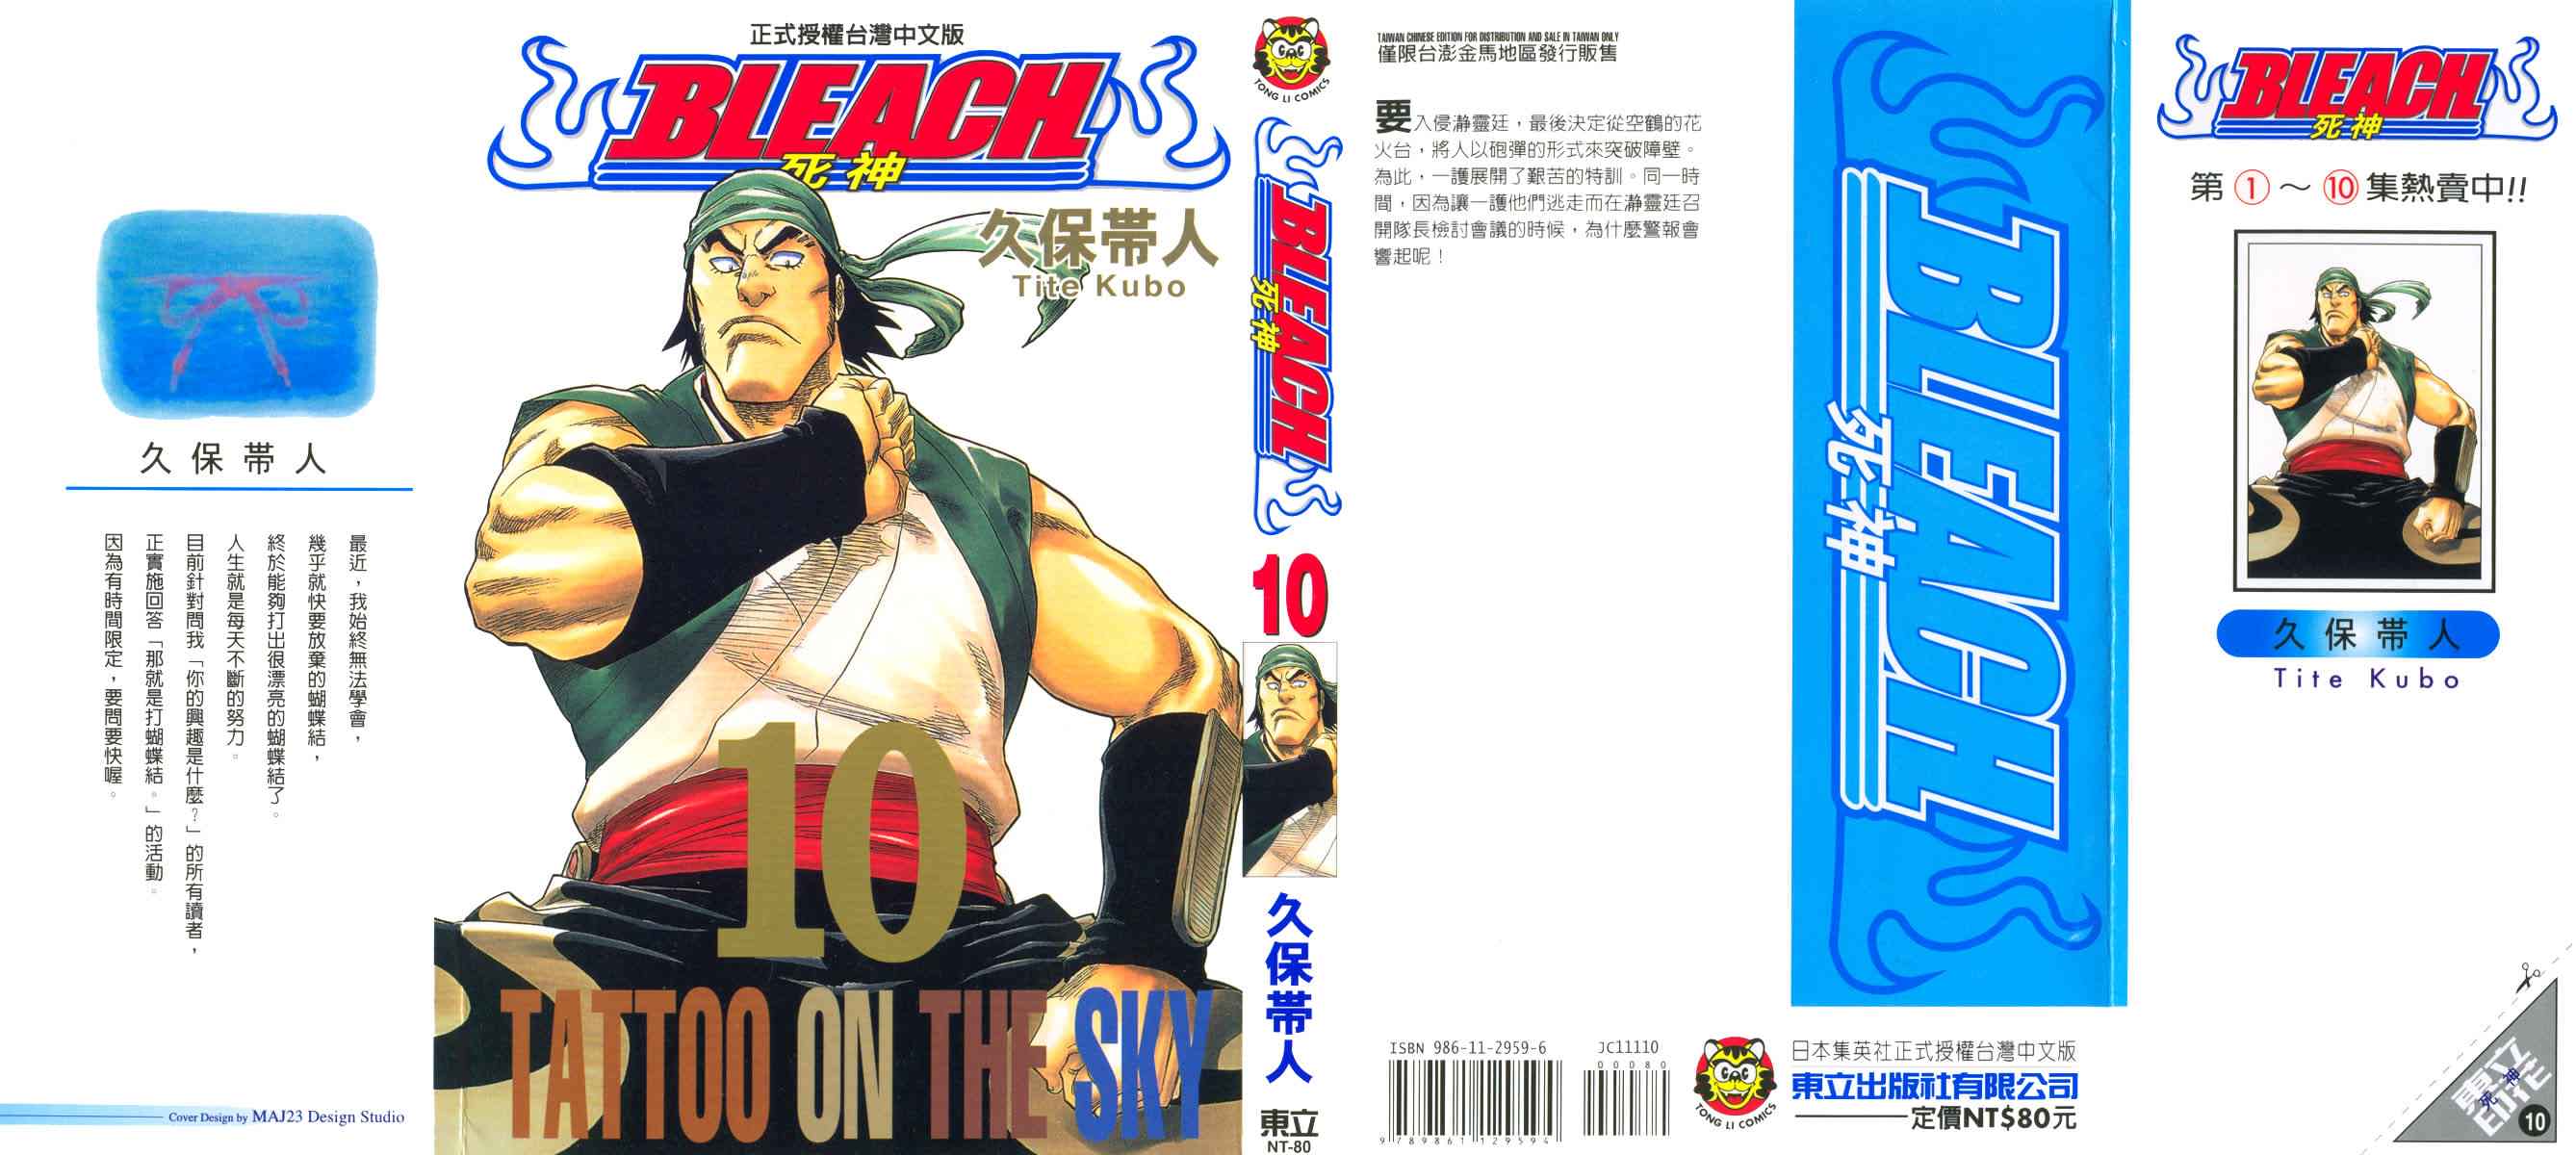 最近，我始終無法學會，
幾乎就快要放棄的蝴蝶結，
終於能夠打出很漂亮的蝴蝶結了。
人生就是每天不斷的努力。
目前針對問我「你的興趣是什麼？」的所有讀者，
正實施回答「那就是打蝴蝶結。」的活動。
因為有時間限定，要問要快喔。
久保帯人
Cover Design by MAJ23 Design Studio
正式授權台灣中文版
BLEACH
死神
久保帯人
Tite Kubo
10
TATTOO ON THE SKY
TONG LI COMICS
BLEACH
死神
10
久保帯人
東立
NT-80
TAIWAN CHINESE EDITION FOR DISTRIBUTION AND SALE IN TAIWAN ONLY
僅限台澎金馬地區發行販售
要入侵瀞靈廷，最後決定從空鶴的花
火台，將人以砲彈的形式來突破障壁。
為此，一護展開了艱苦的特訓。同一時
間，因為讓一護他們逃走而在瀞靈廷召
開隊長檢討會議的時候，為什麼警報會
響起呢！
ISBN 986-11-2959-6
9 789861 129594
JC11110
00080
TONG LI COMICS
日本集英社正式授權台灣中文版
東立出版社有限公司
定價NT$80元
BLEACH
死神
BLEACH
死神
第①～⑩集熱賣中!!
久保帯人
Tite Kubo
東立
死神
印花
10